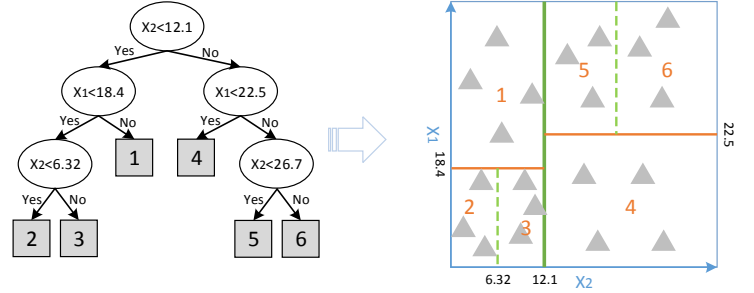 X2<12.1
Yes No
X1<18.4 X1<22.5
Yes No Yes No
X2<6.32 1 4 X2<26.7
Yes No Yes No
2 3 5 6
5 6
1
X1
18.4
22.5
2 3 4
6.32 12.1 X2